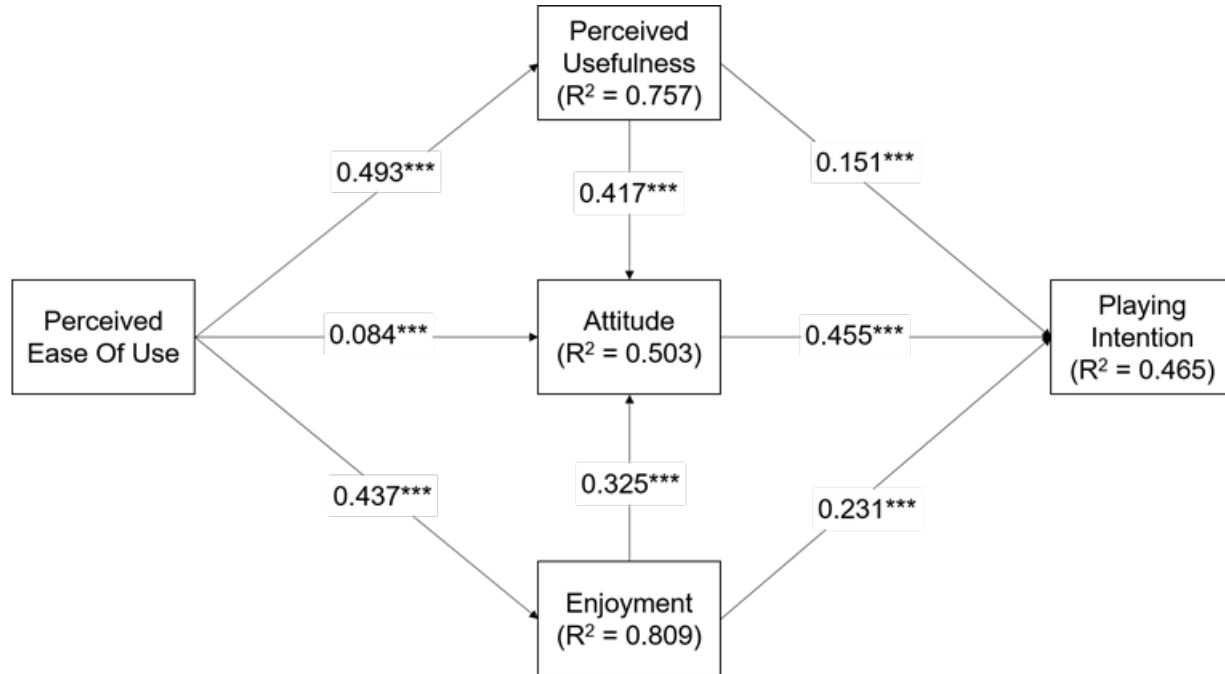 Perceived
Usefulness
(R² = 0.757)
0.493***
0.151***
0.417***
Perceived
Ease Of Use
0.084***
Attitude
(R² = 0.503)
0.455***
Playing
Intention
(R² = 0.465)
0.437***
0.325***
0.231***
Enjoyment
(R² = 0.809)